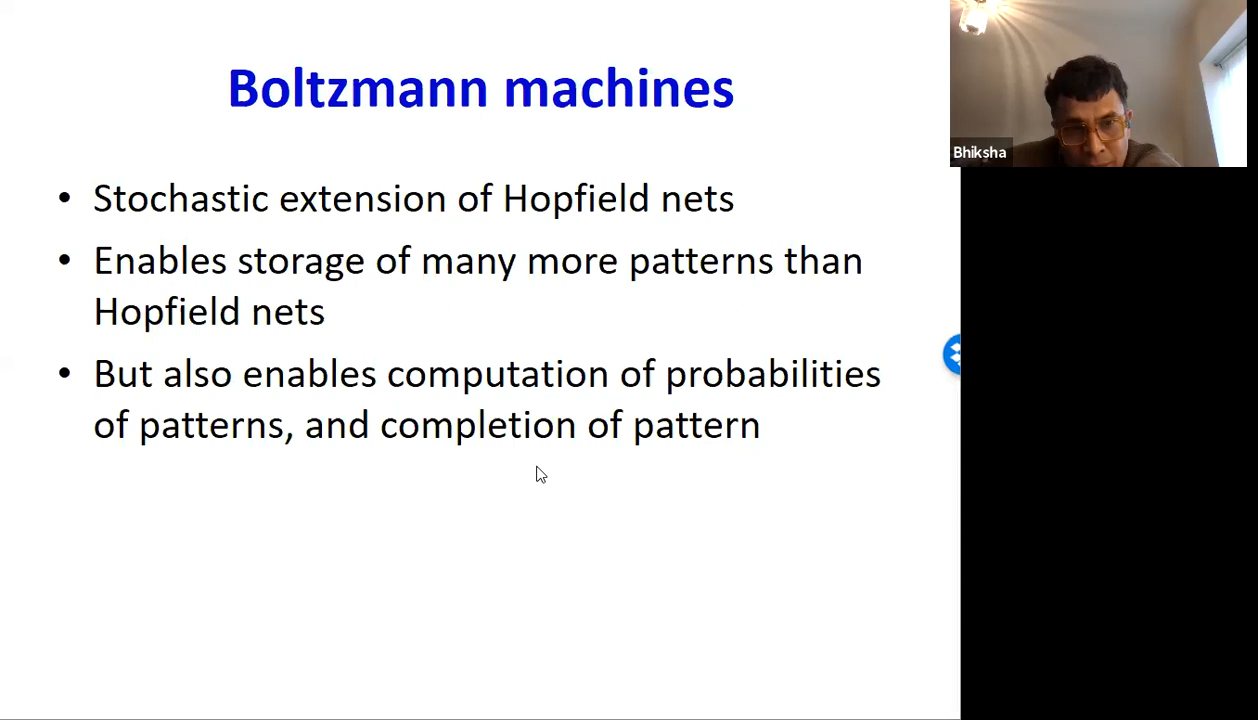 Boltzmann machines
• Stochastic extension of Hopfield nets
• Enables storage of many more patterns than
Hopfield nets
• But also enables computation of probabilities
of patterns, and completion of pattern
Bhiksha